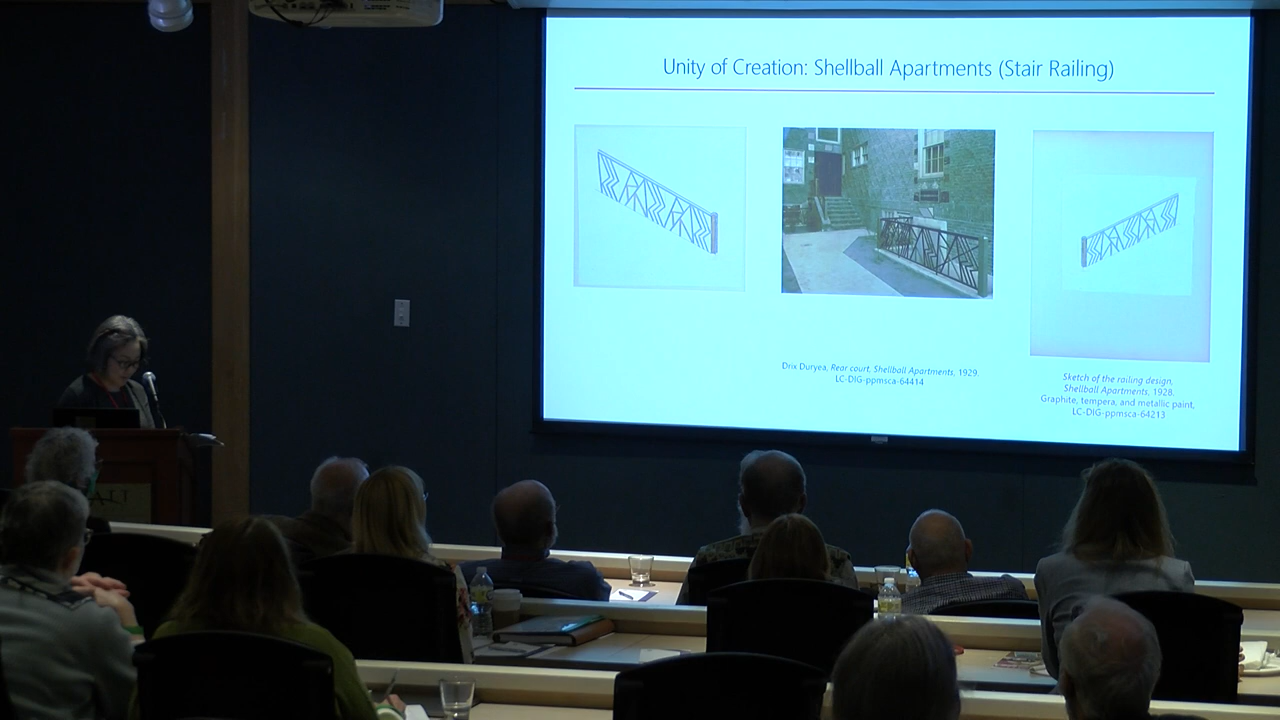 Unity of Creation: Shellball Apartments (Stair Railing)
Drix Duryea, Rear court, Shellball Apartments, 1929.
LC-DIG-ppmsca-64414
Sketch of the railing design,
Shellball Apartments, 1928.
Graphite, tempera, and metallic paint,
LC-DIG-ppmsca-64213